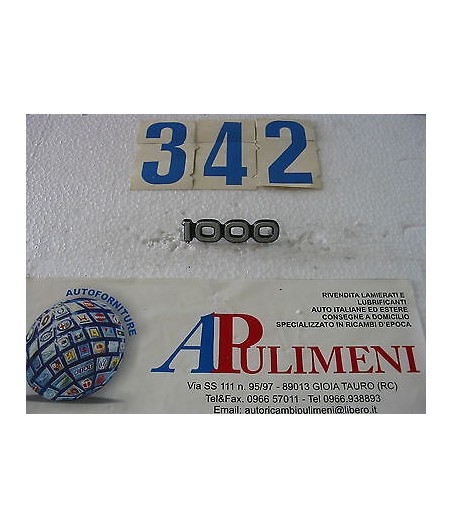 342
1000
AUTOFORNITURE
RIVENDITA LAMIERATI E
LUBRIFICANTI
AUTO ITALIANE ED ESTERE
CONSEGNE A DOMICILIO
SPECIALIZZATO IN RICAMBI D'EPOCA
APULIMENI
Via SS 111 n. 95/97 - 89013 GIOIA TAURO (RC)
Tel&Fax. 0966 57011 - Tel 0966.938893
Email: autoricambipulimeni@libero.it